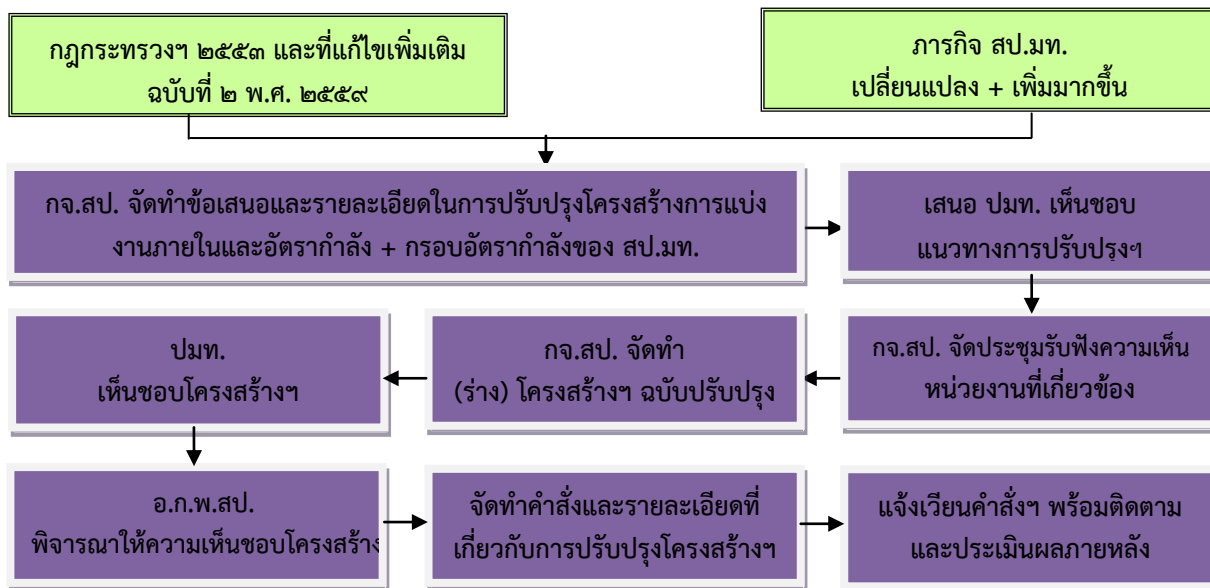 กฎกระทรวงฯ ๒๕๕๓ และที่แก้ไขเพิ่มเติม
ฉบับที่ ๒ พ.ศ. ๒๕๕๙
ภารกิจ สป.มท.
เปลี่ยนแปลง + เพิ่มมากขึ้น
กจ.สป. จัดทำข้อเสนอและรายละเอียดในการปรับปรุงโครงสร้างการแบ่ง
งานภายในและอัตรากำลัง + กรอบอัตรากำลังของ สป.มท.
เสนอ ปมท. เห็นชอบ
แนวทางการปรับปรุงฯ
กจ.สป. จัดประชุมรับฟังความเห็น
หน่วยงานที่เกี่ยวข้อง
กจ.สป. จัดทำ
(ร่าง) โครงสร้างฯ ฉบับปรับปรุง
ปมท.
เห็นชอบโครงสร้างฯ
อ.ก.พ.สป.
พิจารณาให้ความเห็นชอบโครงสร้าง
จัดทำคำสั่งและรายละเอียดที่
เกี่ยวกับการปรับปรุงโครงสร้างฯ
แจ้งเวียนคำสั่งฯ พร้อมติดตาม
และประเมินผลภายหลัง